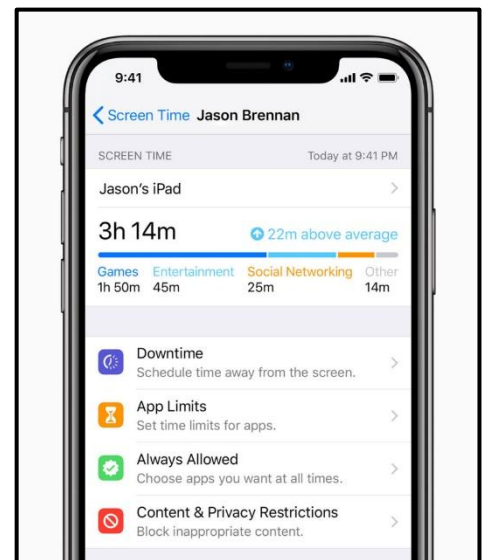 9:41
Screen Time Jason Brennan
SCREEN TIME Today at 9:41 PM
Jason's iPad
3h 14m 22m above average
Games Entertainment Social Networking Other
1h 50m 45m 25m 14m
Downtime
Schedule time away from the screen.
App Limits
Set time limits for apps.
Always Allowed
Choose apps you want at all times.
Content & Privacy Restrictions
Block inappropriate content.